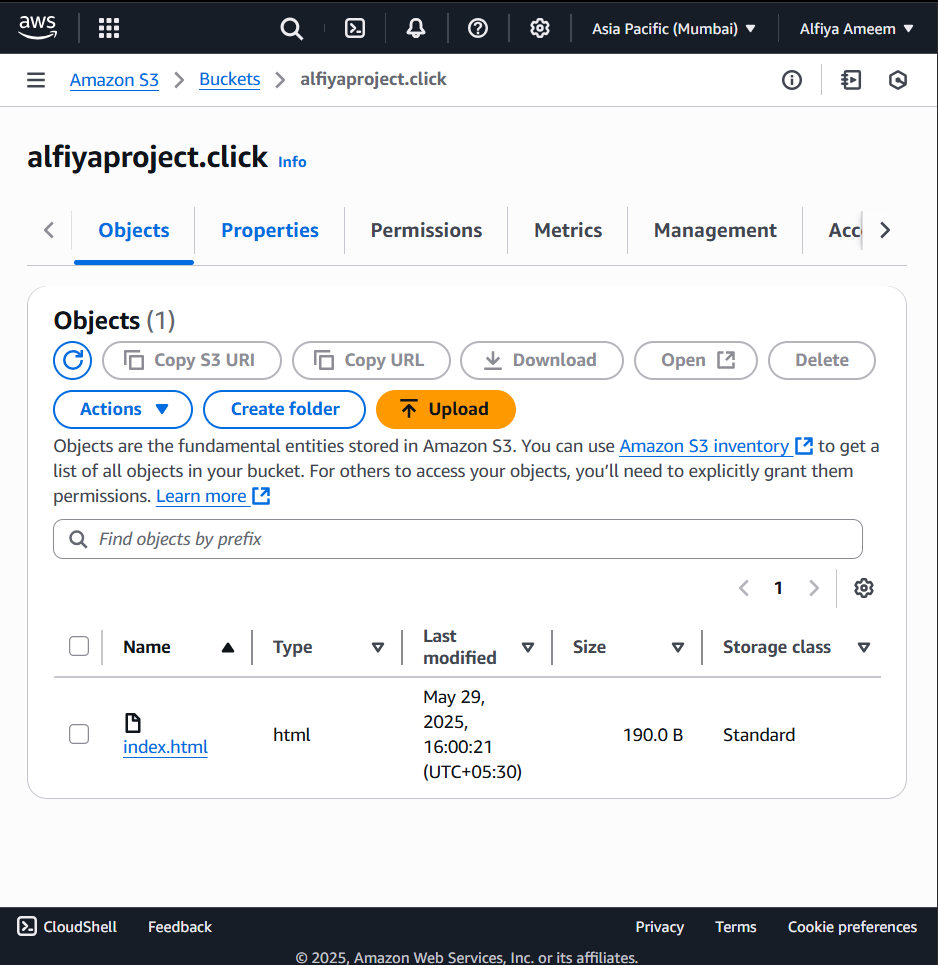 aws
Asia Pacific (Mumbai)
Alfiya Ameem
Amazon S3
Buckets
alfiyaproject.click
alfiyaproject.click Info
Objects
Properties
Permissions
Metrics
Management
Acc
Objects (1)
Copy S3 URI
Copy URL
Download
Open
Delete
Actions
Create folder
Upload
Objects are the fundamental entities stored in Amazon S3. You can use Amazon S3 inventory to get a
list of all objects in your bucket. For others to access your objects, you'll need to explicitly grant them
permissions. Learn more
Find objects by prefix
1
Name
Type
Last
modified
Size
Storage class
index.html
html
May 29,
2025,
16:00:21
(UTC+05:30)
190.0 B
Standard
CloudShell
Feedback
Privacy
Terms
Cookie preferences
© 2025, Amazon Web Services, Inc. or its affiliates.